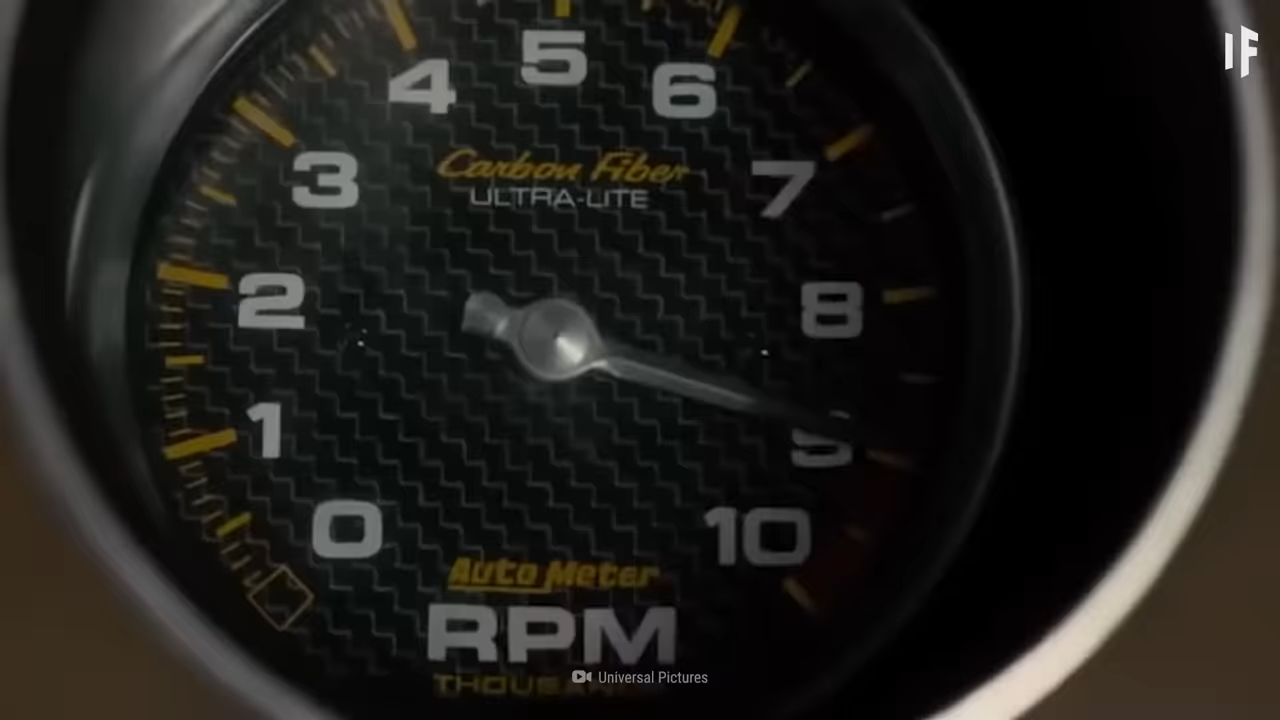 IF
5
4
6
3
Carbon Fiber
7
ULTRA-LITE
2
8
1
9
0
10
Auto Meter
RPM
Universal Pictures